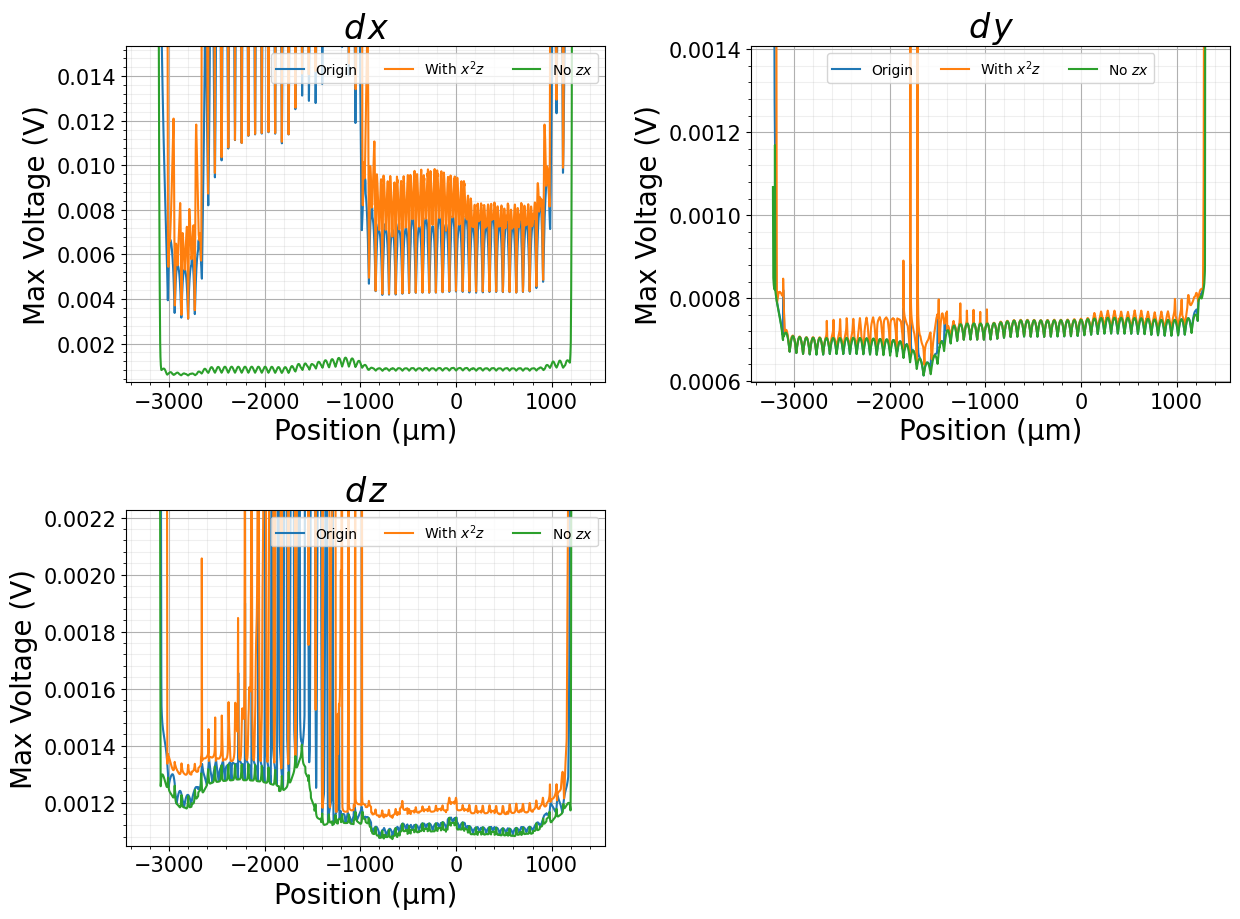 dx
Max Voltage (V)
0.014
0.012
0.010
0.008
0.006
0.004
0.002
Origin With x²z No zx
−3000 −2000 −1000 0 1000
Position (µm)
dy
Max Voltage (V)
0.0014
0.0012
0.0010
0.0008
0.0006
Origin With x²z No zx
−3000 −2000 −1000 0 1000
Position (µm)
dz
Max Voltage (V)
0.0022
0.0020
0.0018
0.0016
0.0014
0.0012
Origin With x²z No zx
−3000 −2000 −1000 0 1000
Position (µm)